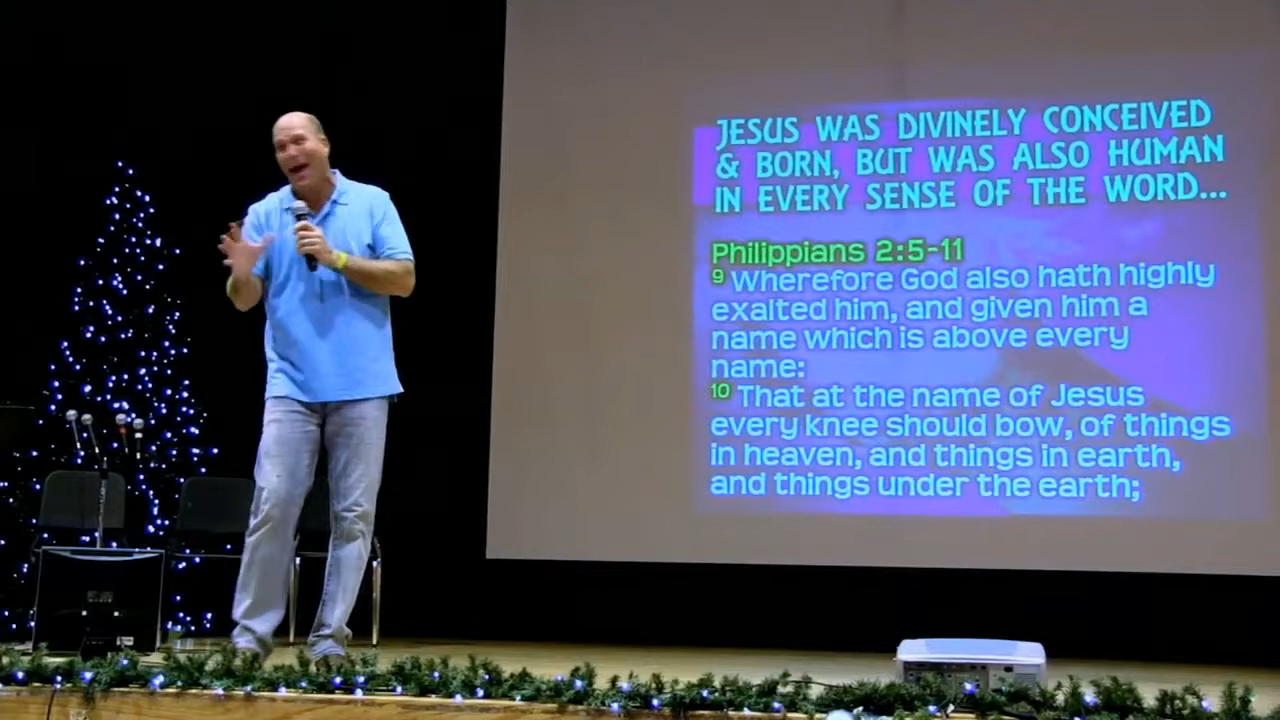 JESUS WAS DIVINELY CONCEIVED
& BORN, BUT WAS ALSO HUMAN
IN EVERY SENSE OF THE WORD...
Philippians 2:5-11
9 Wherefore God also hath highly
exalted him, and given him a
name which is above every
name:
10 That at the name of Jesus
every knee should bow, of things
in heaven, and things in earth,
and things under the earth;